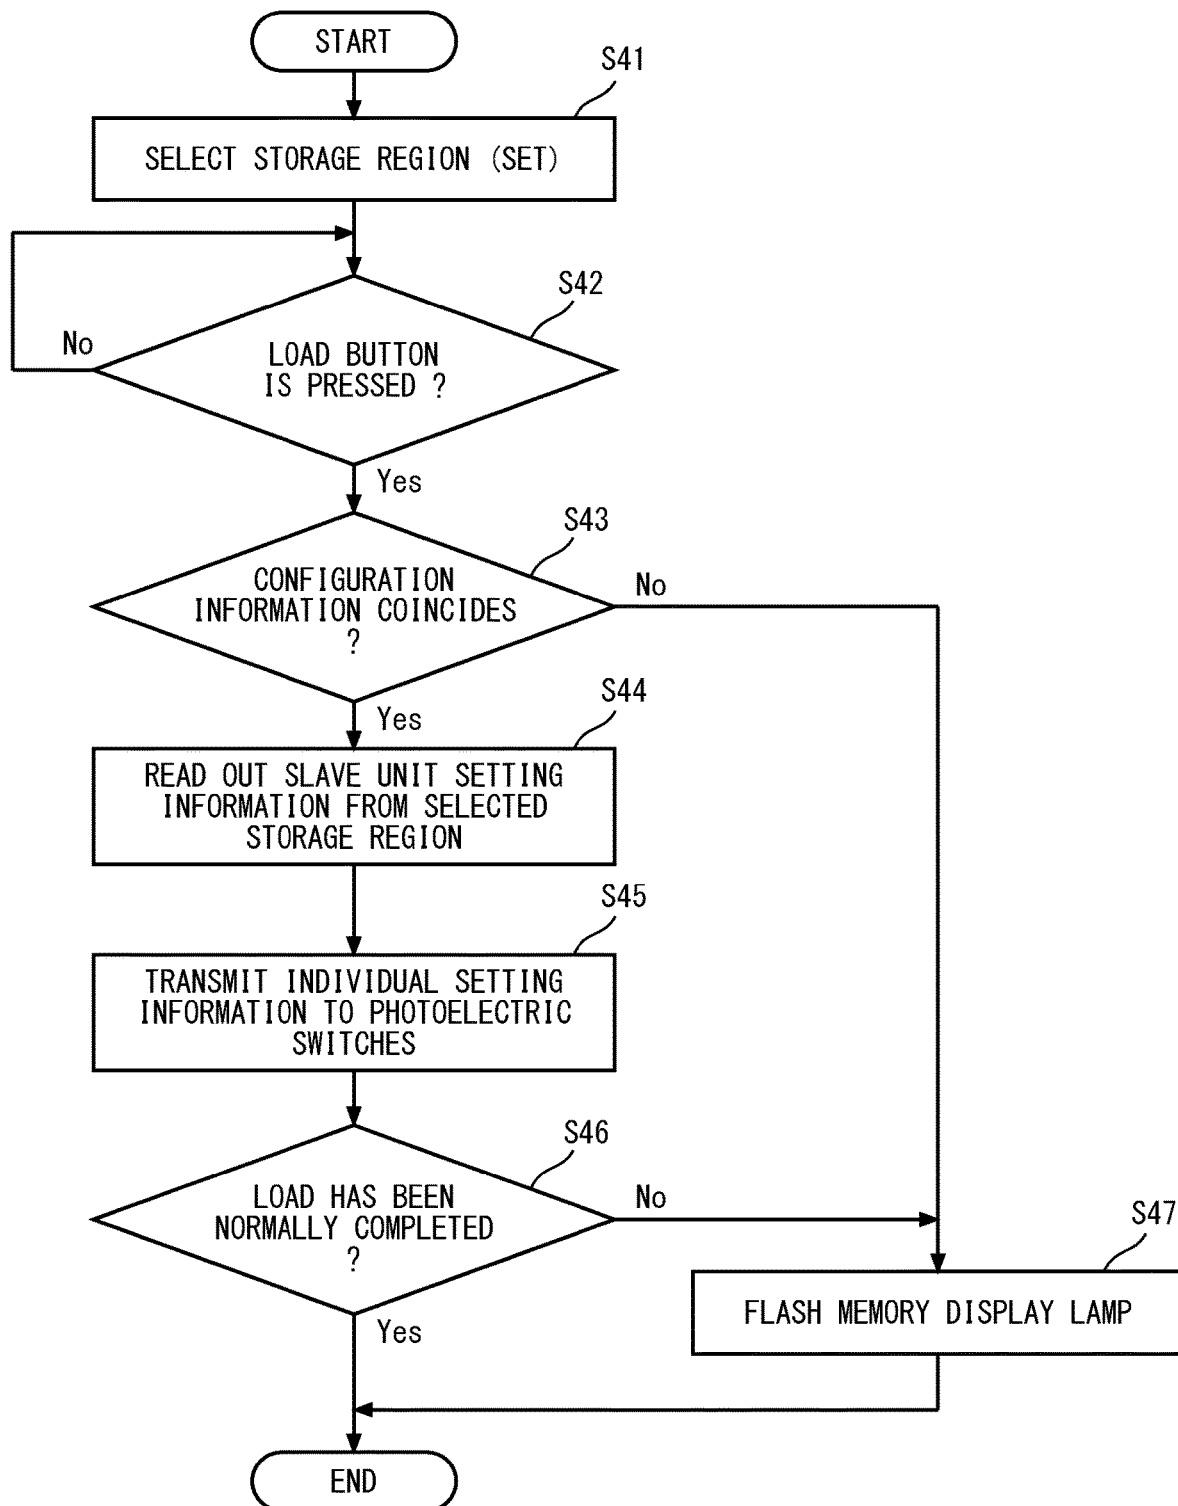 START
S41
SELECT STORAGE REGION (SET)
S42
No
LOAD BUTTON
IS PRESSED ?
Yes
S43
CONFIGURATION
INFORMATION COINCIDES
?
No
Yes
S44
READ OUT SLAVE UNIT SETTING
INFORMATION FROM SELECTED
STORAGE REGION
S45
TRANSMIT INDIVIDUAL SETTING
INFORMATION TO PHOTOELECTRIC
SWITCHES
S46
LOAD HAS BEEN
NORMALLY COMPLETED
?
No
S47
FLASH MEMORY DISPLAY LAMP
Yes
END